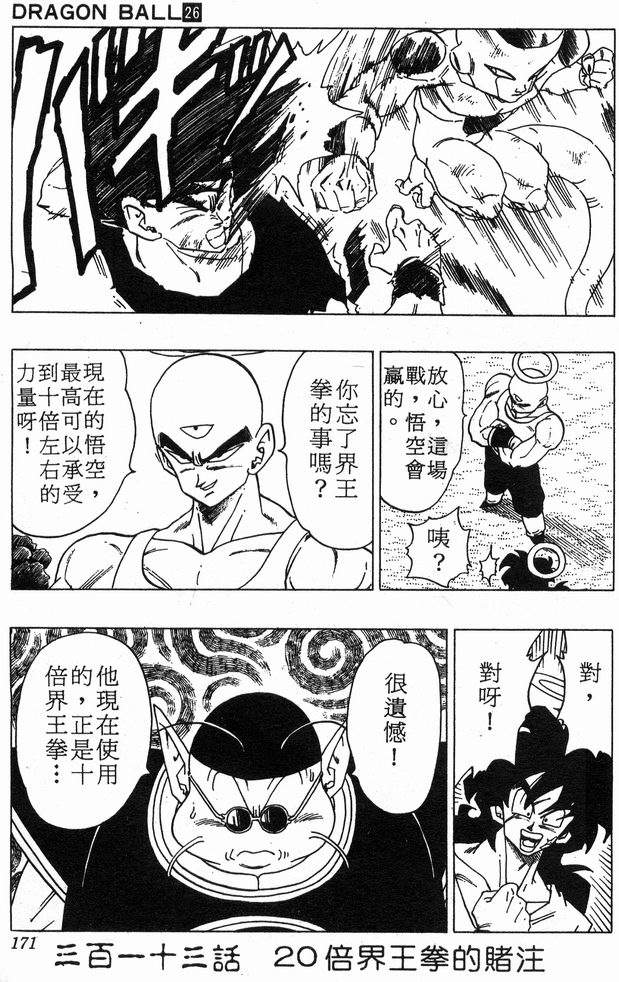 DRAGON BALL 26
バキッ
放心，這場
戰，悟空會
贏的。
咦？
你忘了界王
拳的事嗎？
現在的悟空，
最高可以承受
到十倍左右的
力量呀！
對，
對呀！
很遺憾！
他現在使用
的，正是十
倍界王拳…
171
三百一十三話　20倍界王拳的賭注